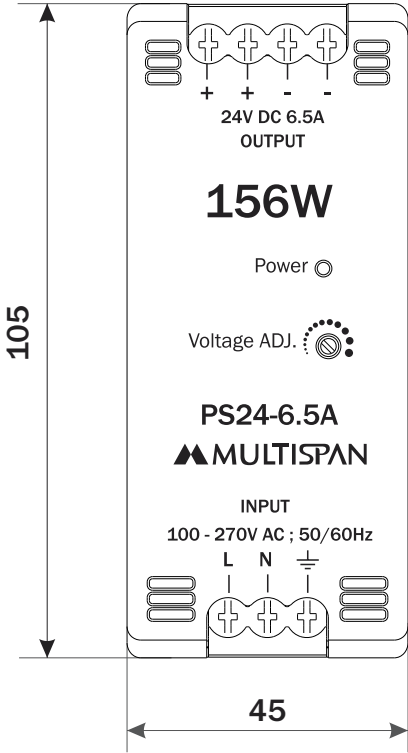 + + - -
24V DC 6.5A
OUTPUT
156W
Power
Voltage ADJ.
105
PS24-6.5A
MULTISPAN
INPUT
100 - 270V AC ; 50/60Hz
L N
45